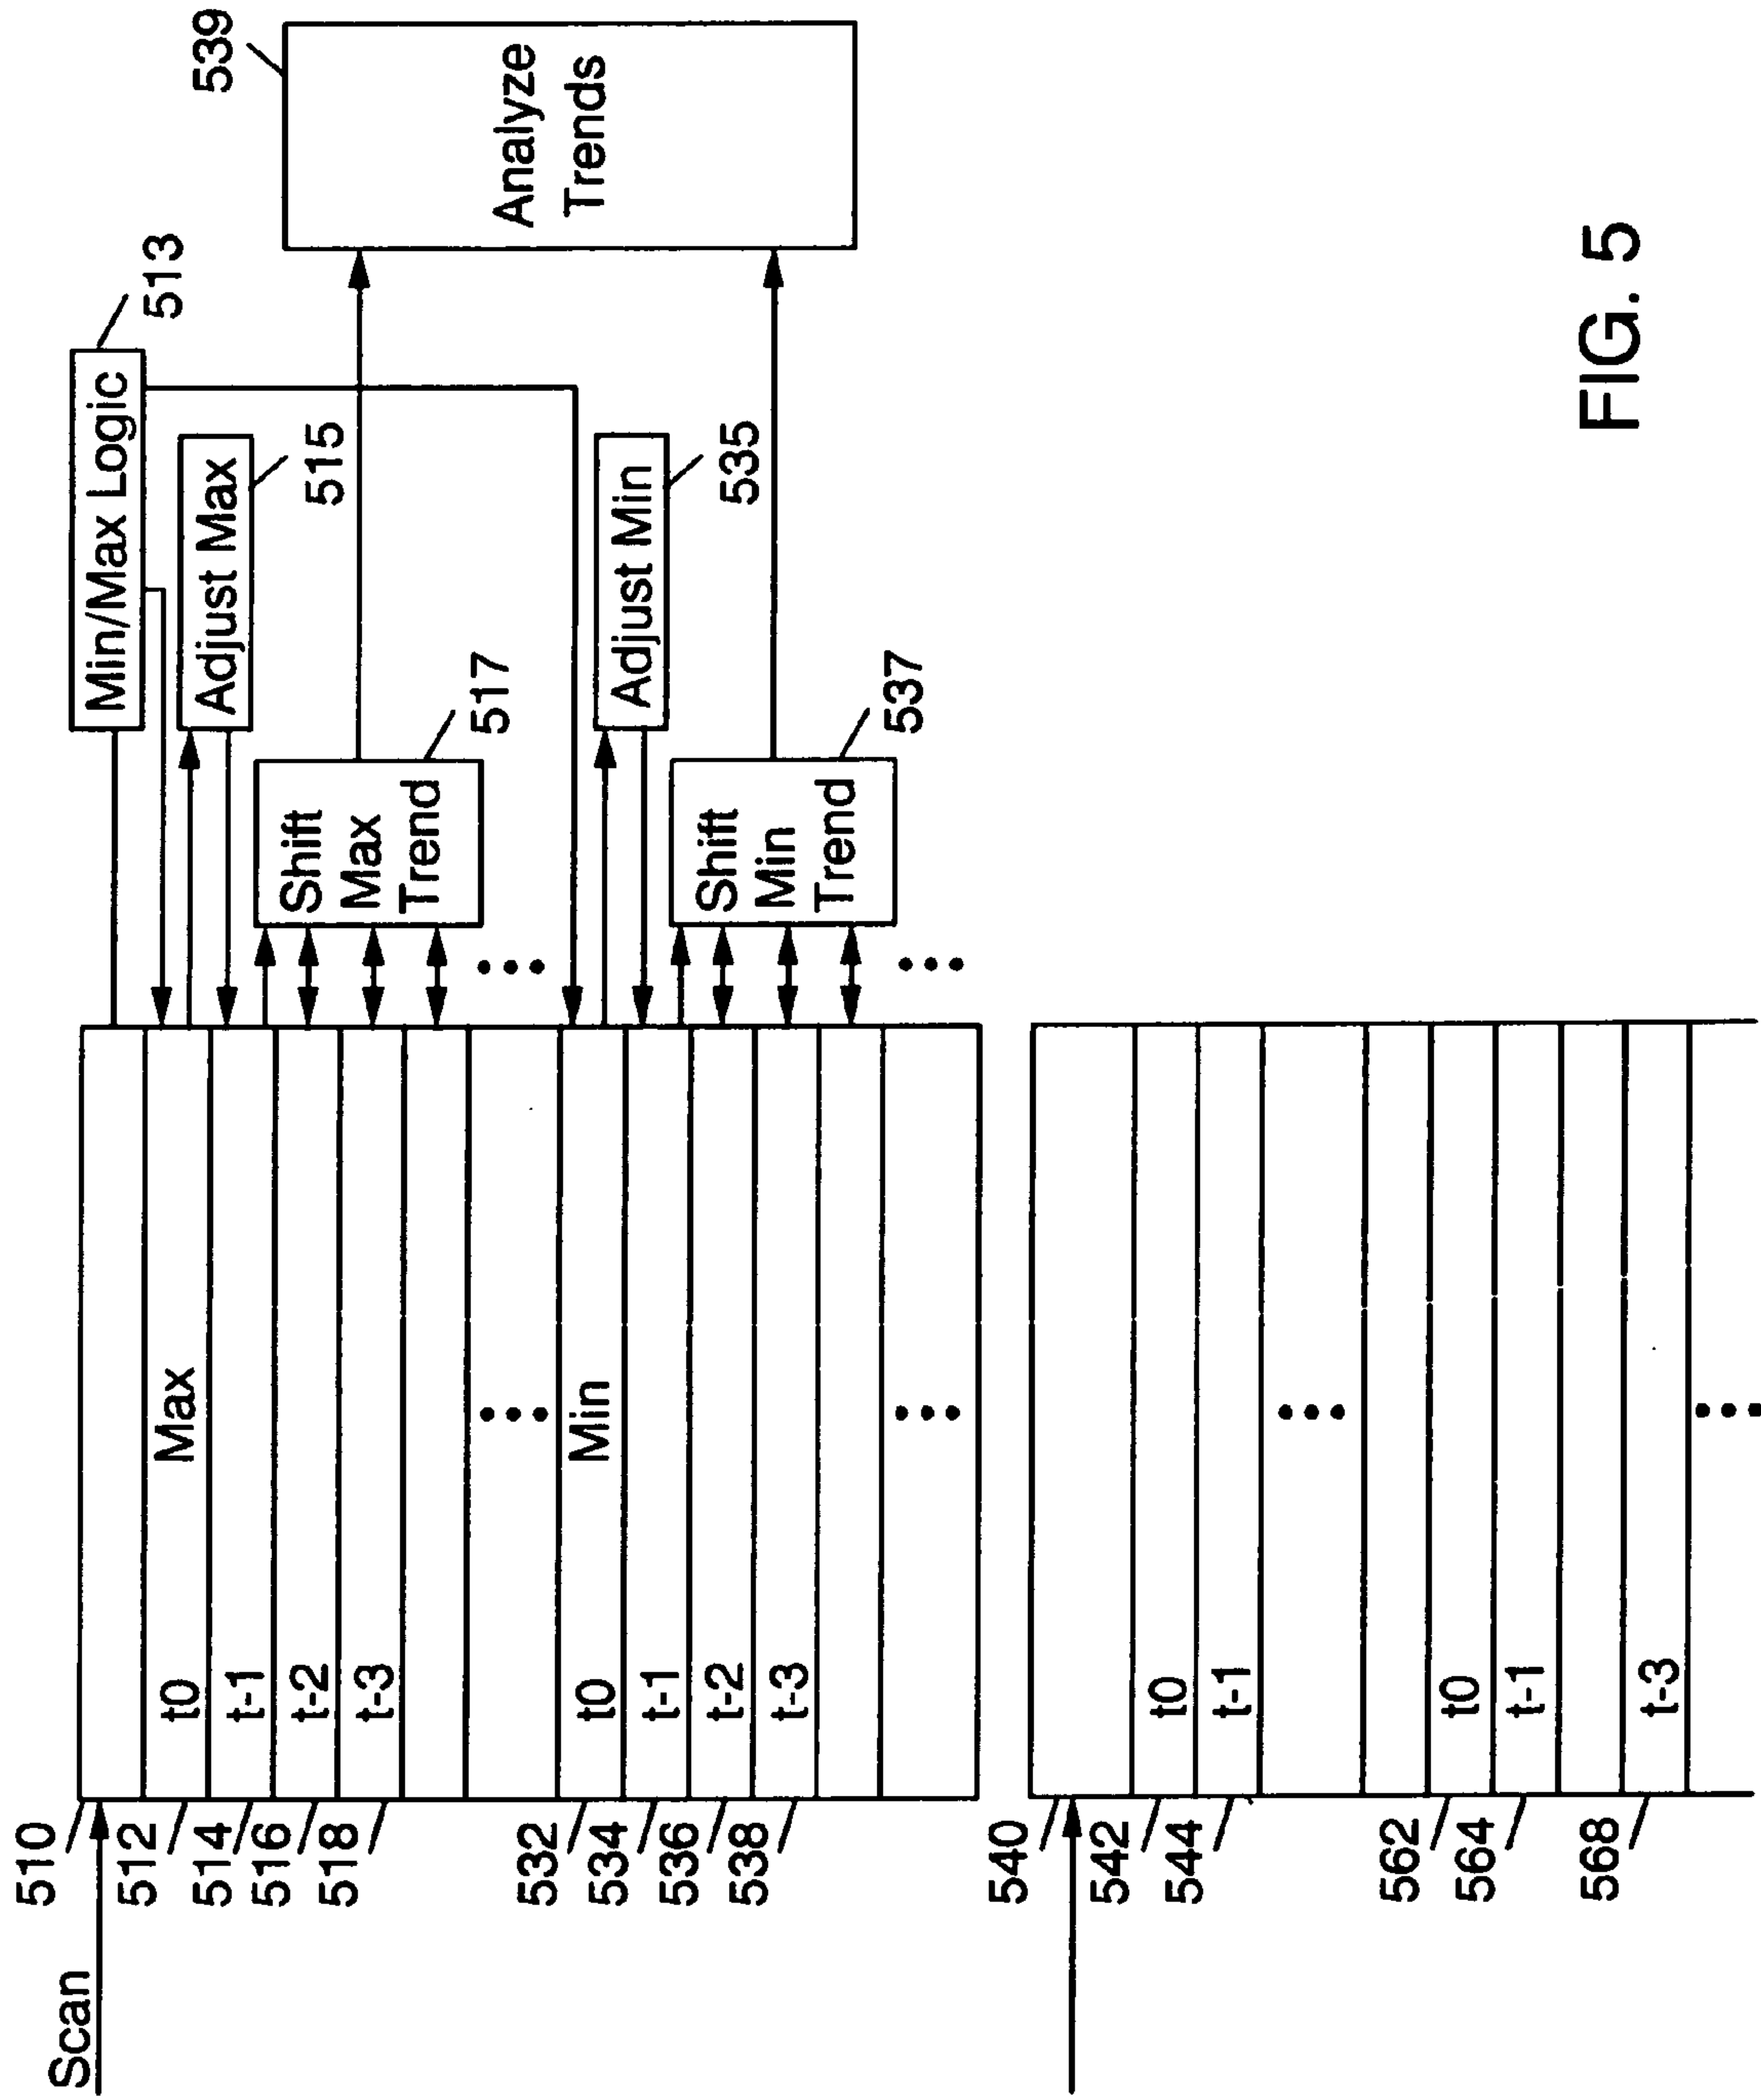 Scan
510
512
514
516
518
532
534
536
538
540
542
544
562
564
568
Max
t0
t-1
t-2
t-3
Min
t0
t-1
t-2
t-3
t0
t-1
t0
t-1
t-3
Min/Max Logic
513
Adjust Max
515
Shift
Max
Trend
517
Adjust Min
535
Shift
Min
Trend
537
Analyze
Trends
539
FIG. 5